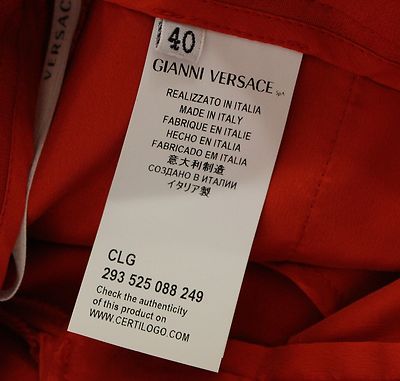 VERSAC
40
GIANNI VERSACE SpA
REALIZZATO IN ITALIA
MADE IN ITALY
FABRIQUE EN ITALIE
HECHO EN ITALIA
FABRICADO EM ITALIA
意大利制造
СОЗДАНО В ИТАЛИИ
イタリア製
CLG
293 525 088 249
Check the authenticity
of this product on
WWW.CERTILOGO.COM